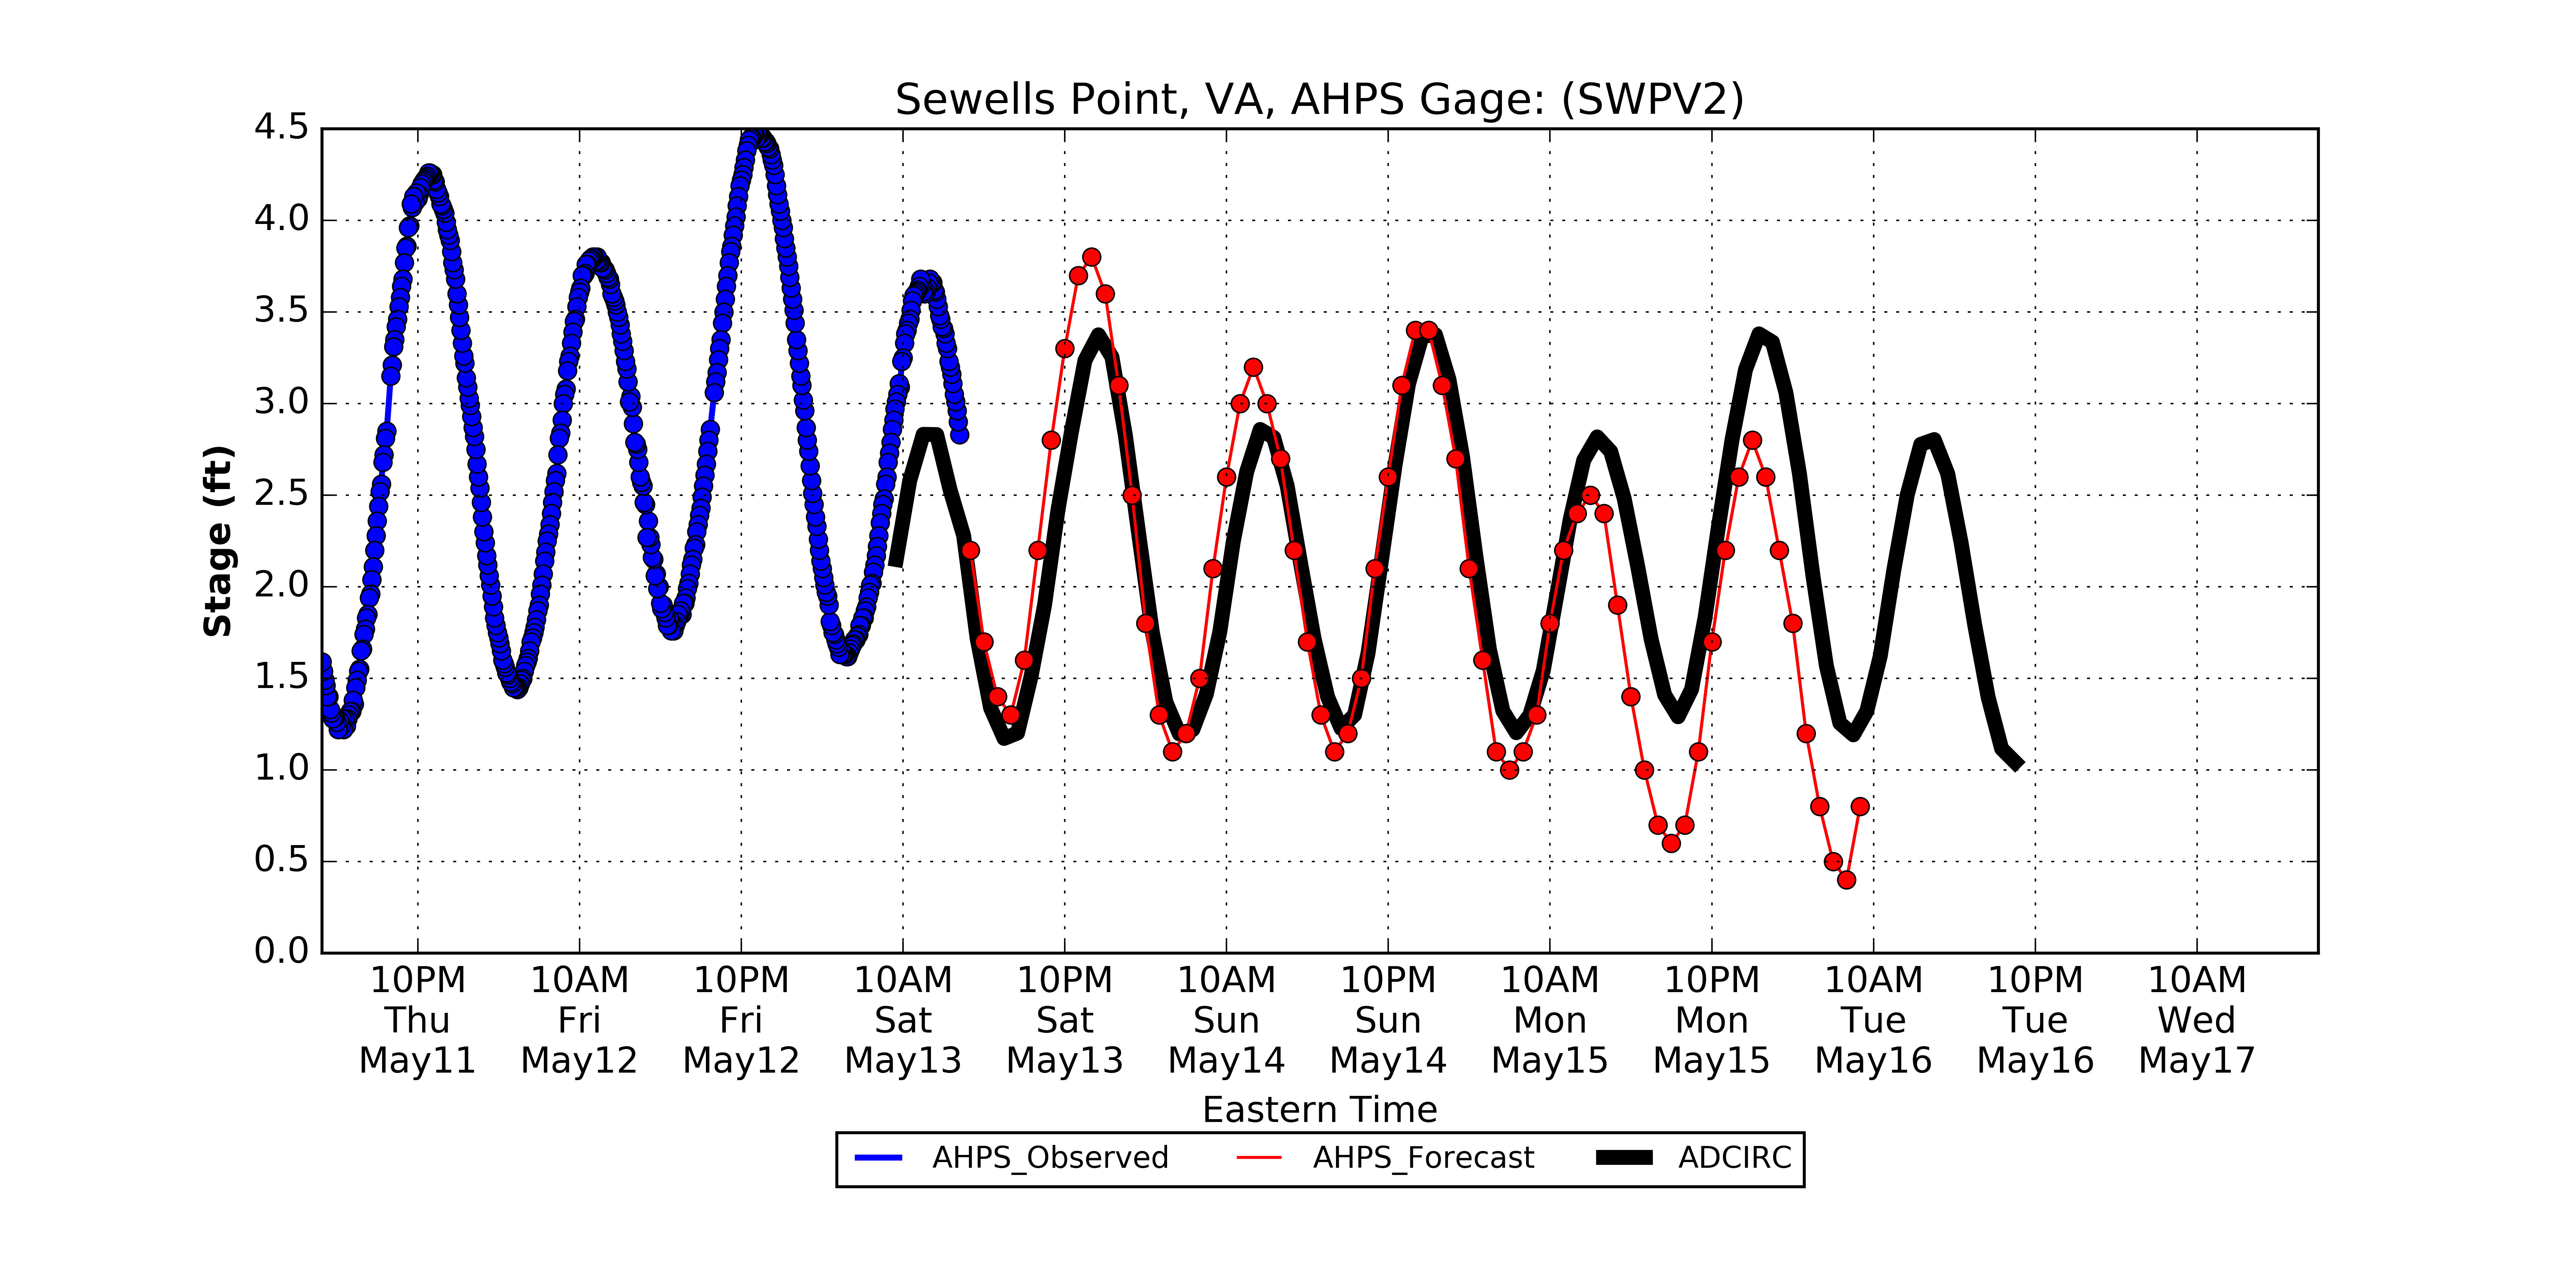 Sewells Point, VA, AHPS Gage: (SWPV2)
4.5
4.0
3.5
3.0
2.5
2.0
1.5
1.0
0.5
0.0
Stage (ft)
10PM 10AM 10PM 10AM 10PM 10AM 10PM 10AM 10PM 10AM 10PM 10AM
Thu Fri Fri Sat Sat Sun Sun Mon Mon Tue Tue Wed
May11 May12 May12 May13 May13 May14 May14 May15 May15 May16 May16 May17
Eastern Time
AHPS_Observed AHPS_Forecast ADCIRC